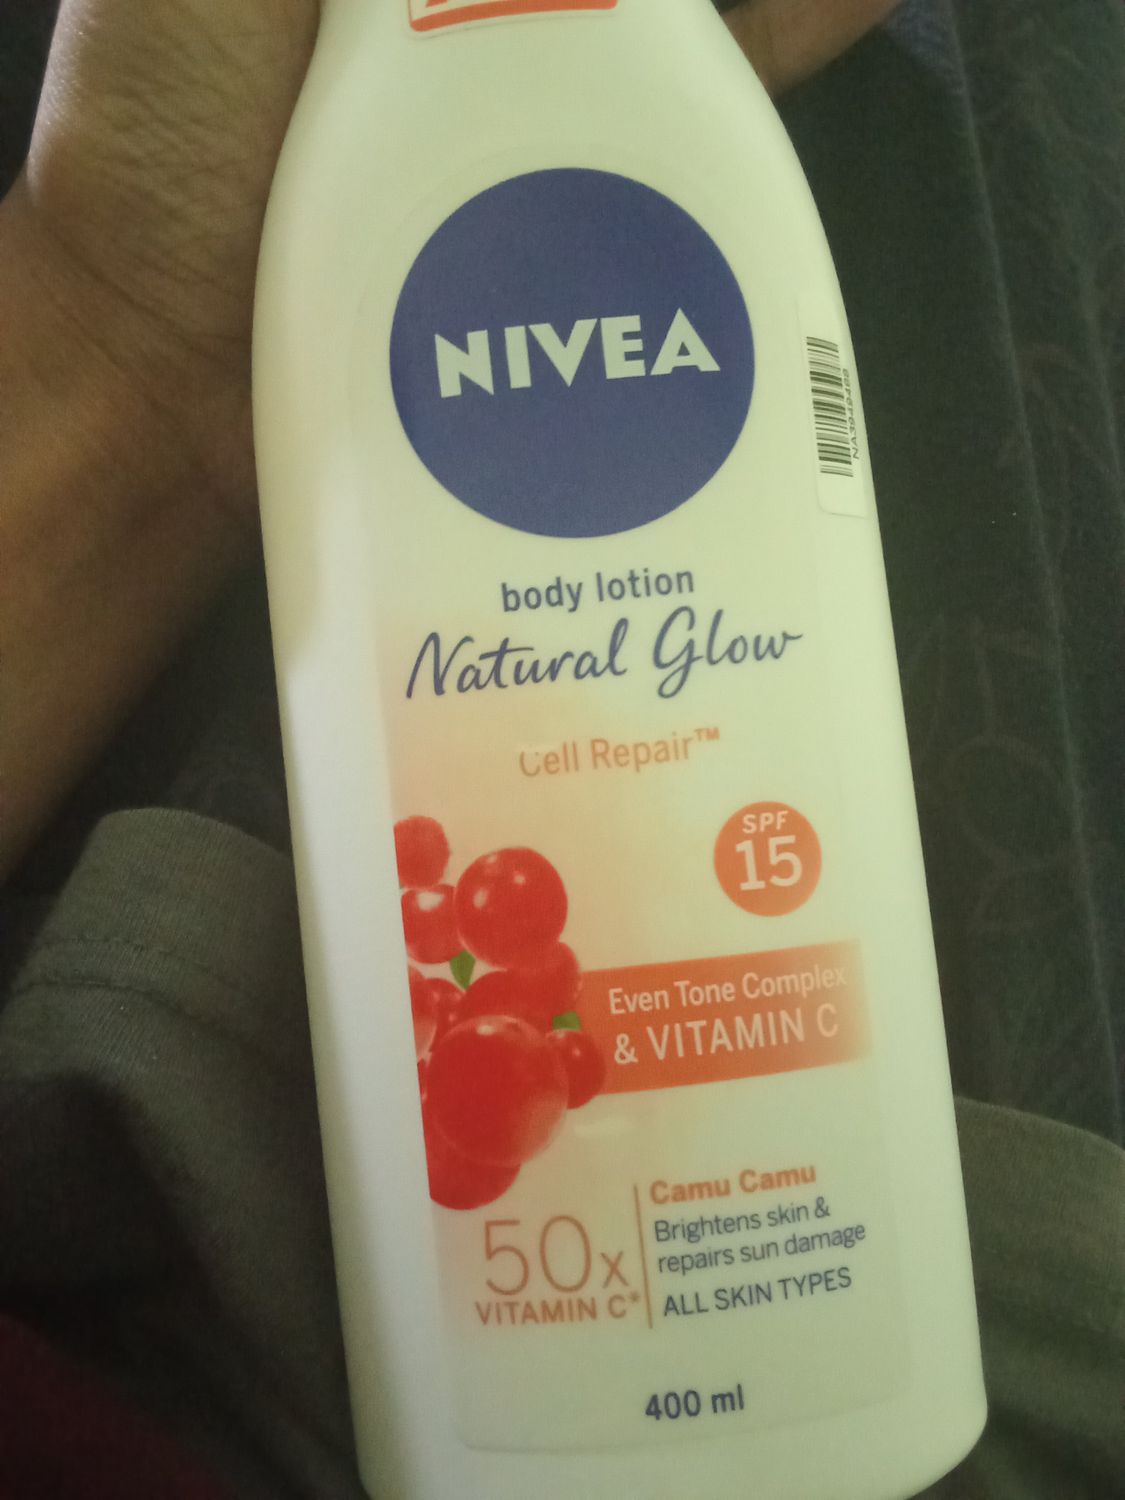 NIVEA
body lotion
Natural Glow
Cell Repair™
SPF
15
Even Tone Complex
& VITAMIN C
50x
VITAMIN C*
Camu Camu
Brightens skin &
repairs sun damage
ALL SKIN TYPES
400 ml